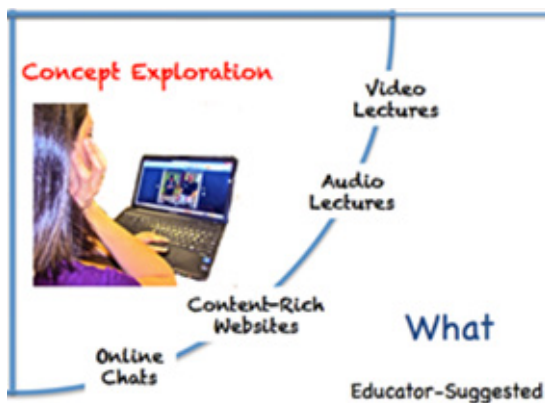 Concept Exploration
Video
Lectures
Audio
Lectures
Content-Rich
Websites
What
Online
Chats
Educator-Suggested